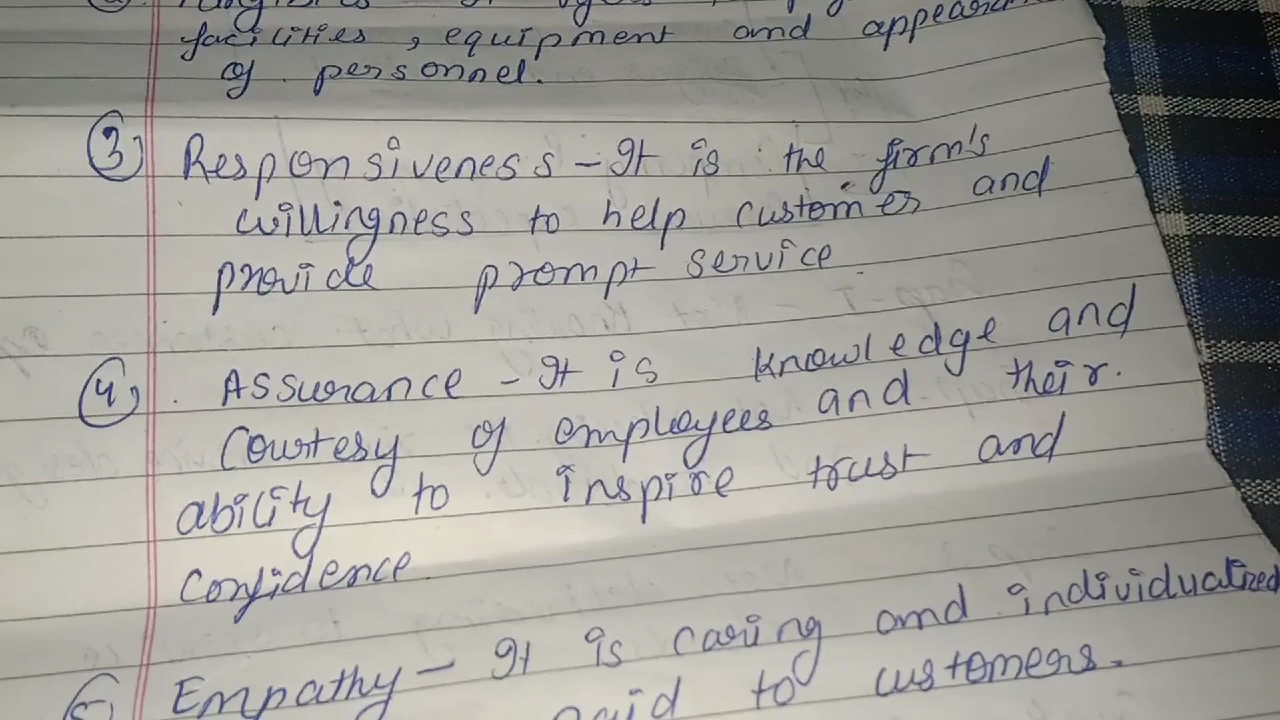 facilities, equipment and
of personnel.
③ Responsiveness - It is the firm's
willingness to help customers and
provide prompt service
④ Assurance - It is knowledge and
Courtesy of employees and their.
ability to inspire trust and
Confidence.
Empathy - It is caring and individualized
paid to customers.